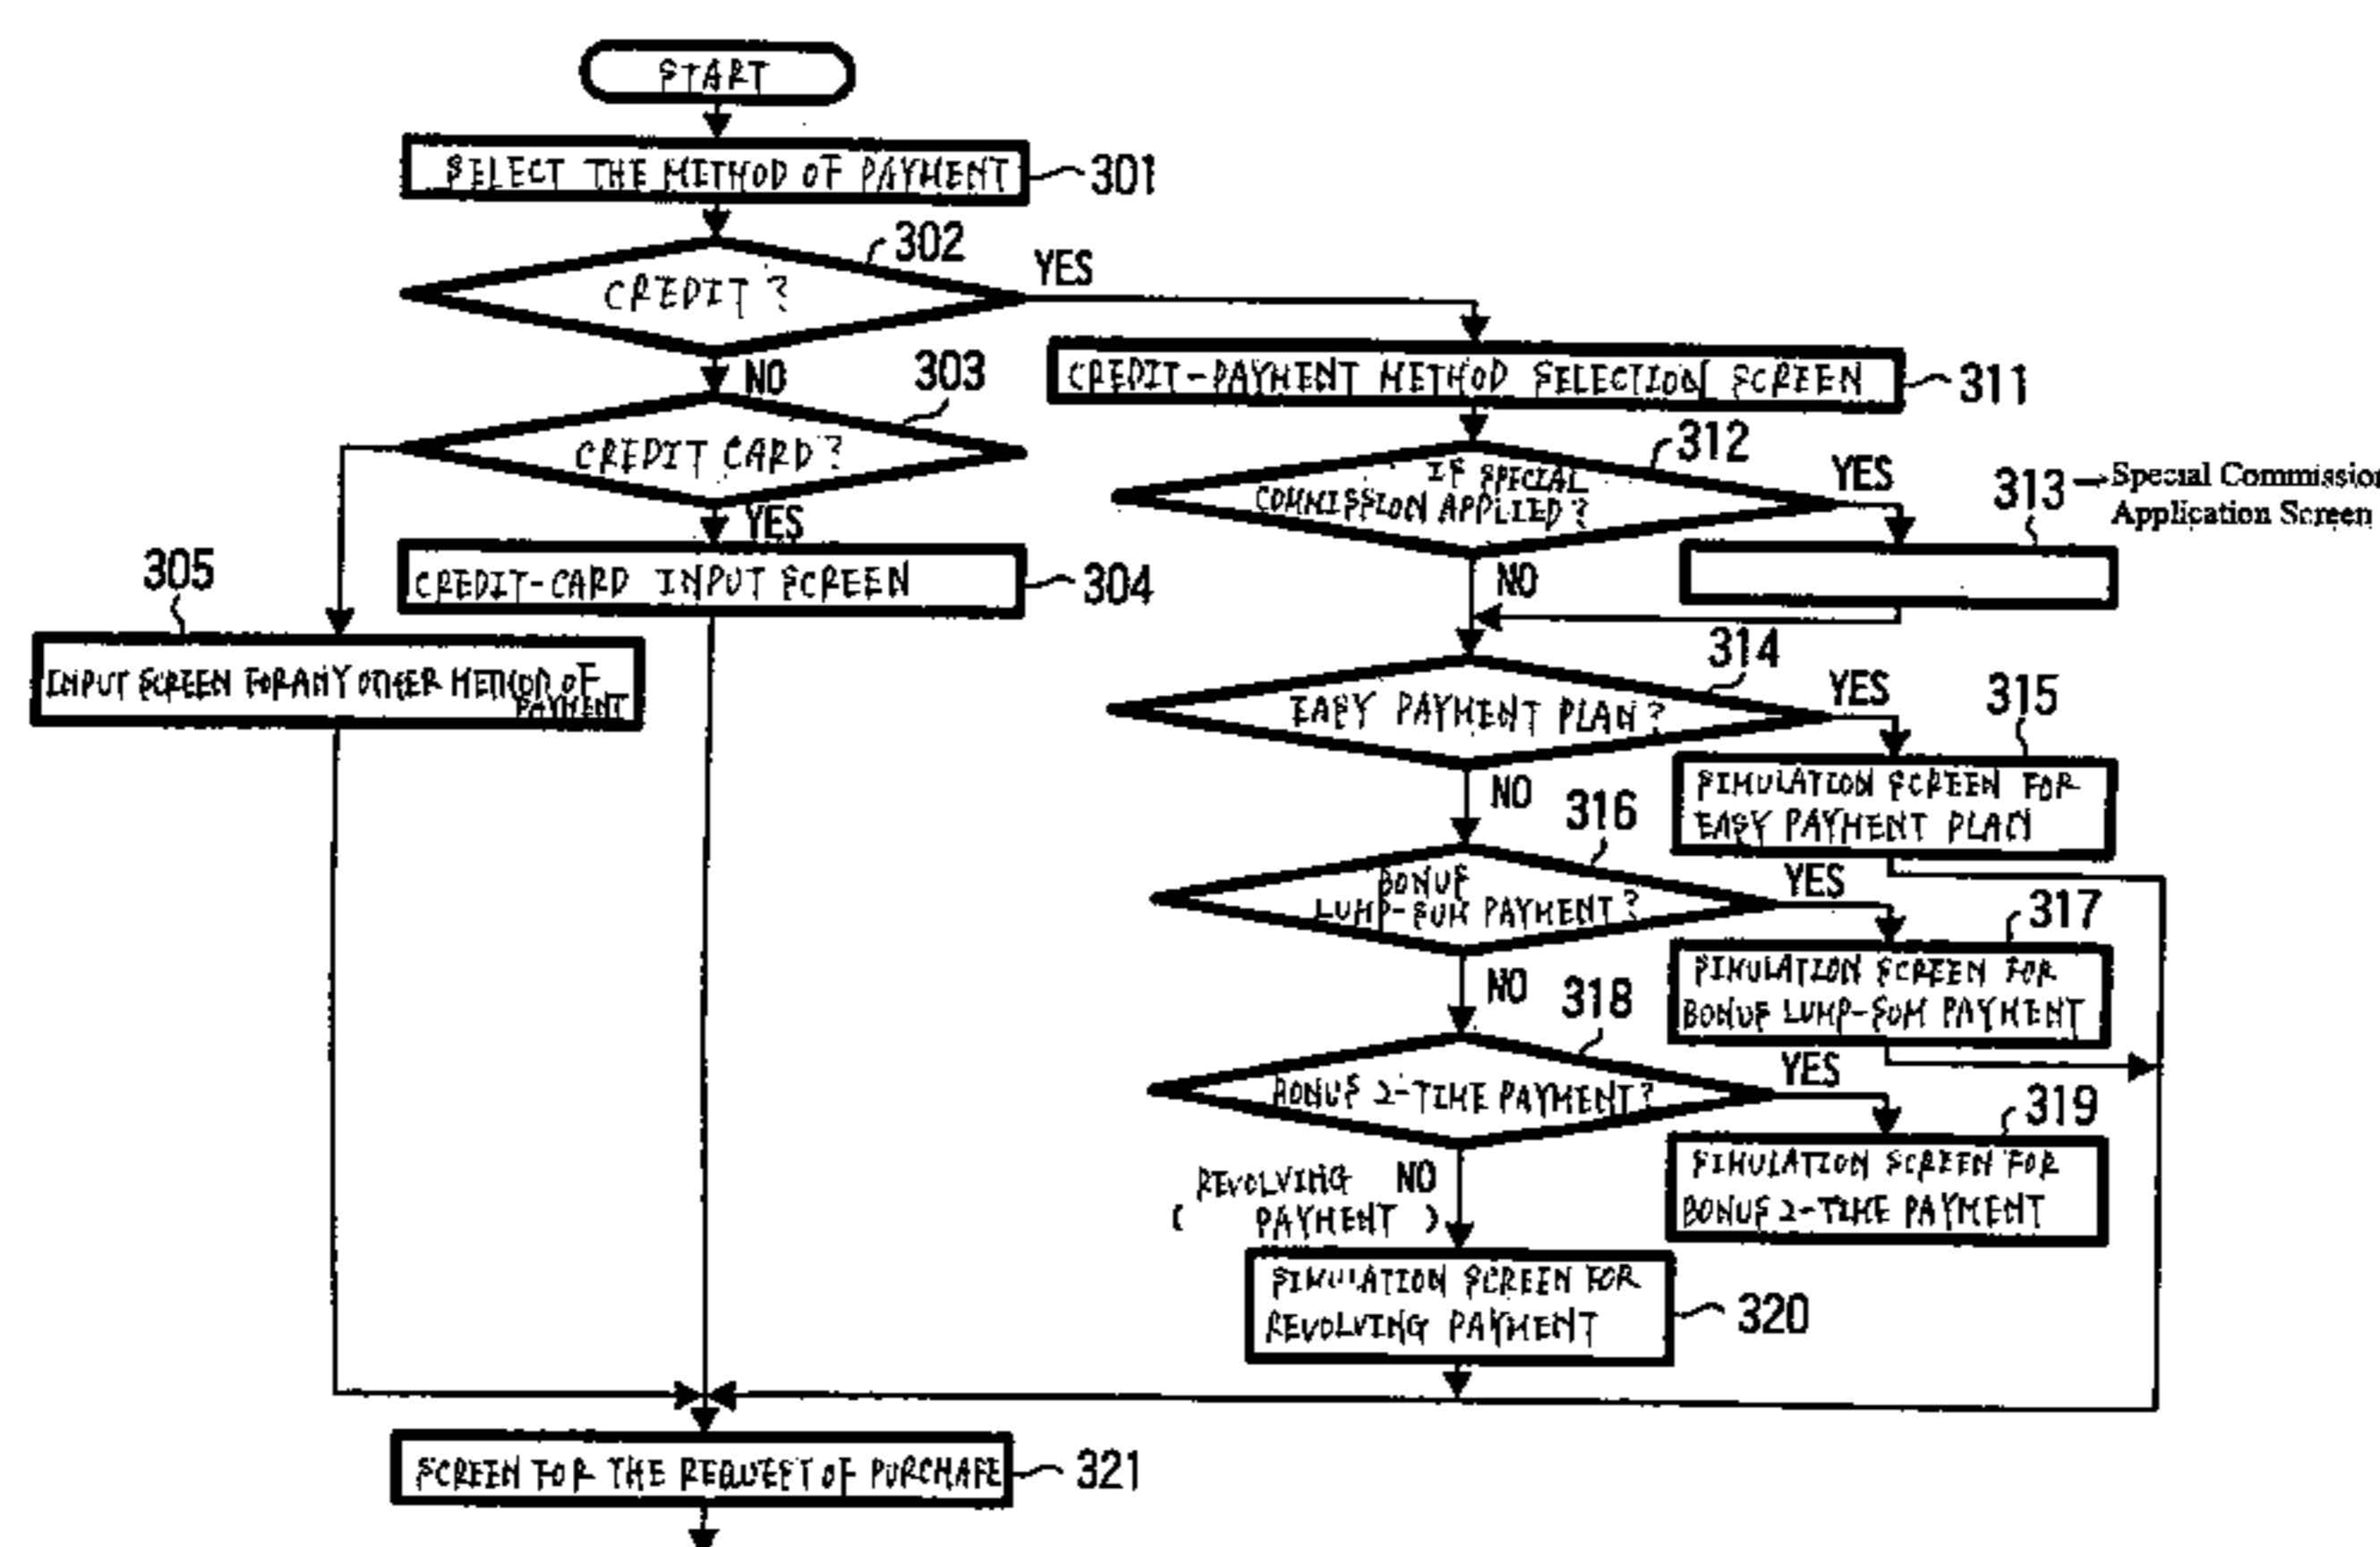 START
SELECT THE METHOD OF PAYMENT
301
302
CREDIT?
YES
NO
303
CREDIT-PAYMENT METHOD SELECTION SCREEN
311
CREDIT CARD?
YES
312
IF SPECIAL
COMMISSION APPLIED?
YES
313
Special Commission
Application Screen
305
CREDIT-CARD INPUT SCREEN
304
NO
INPUT SCREEN FOR ANY OTHER METHOD OF
PAYMENT
314
EASY PAYMENT PLAN?
YES
315
SIMULATION SCREEN FOR
EASY PAYMENT PLAN
NO
316
BONUS
LUMP-SUM PAYMENT?
YES
317
SIMULATION SCREEN FOR
BONUS LUMP-SUM PAYMENT
NO
318
BONUS 2-TIME PAYMENT?
YES
319
SIMULATION SCREEN FOR
BONUS 2-TIME PAYMENT
NO
REVOLVING
( PAYMENT )
SIMULATION SCREEN FOR
REVOLVING PAYMENT
320
SCREEN FOR THE REQUEST OF PURCHASE
321